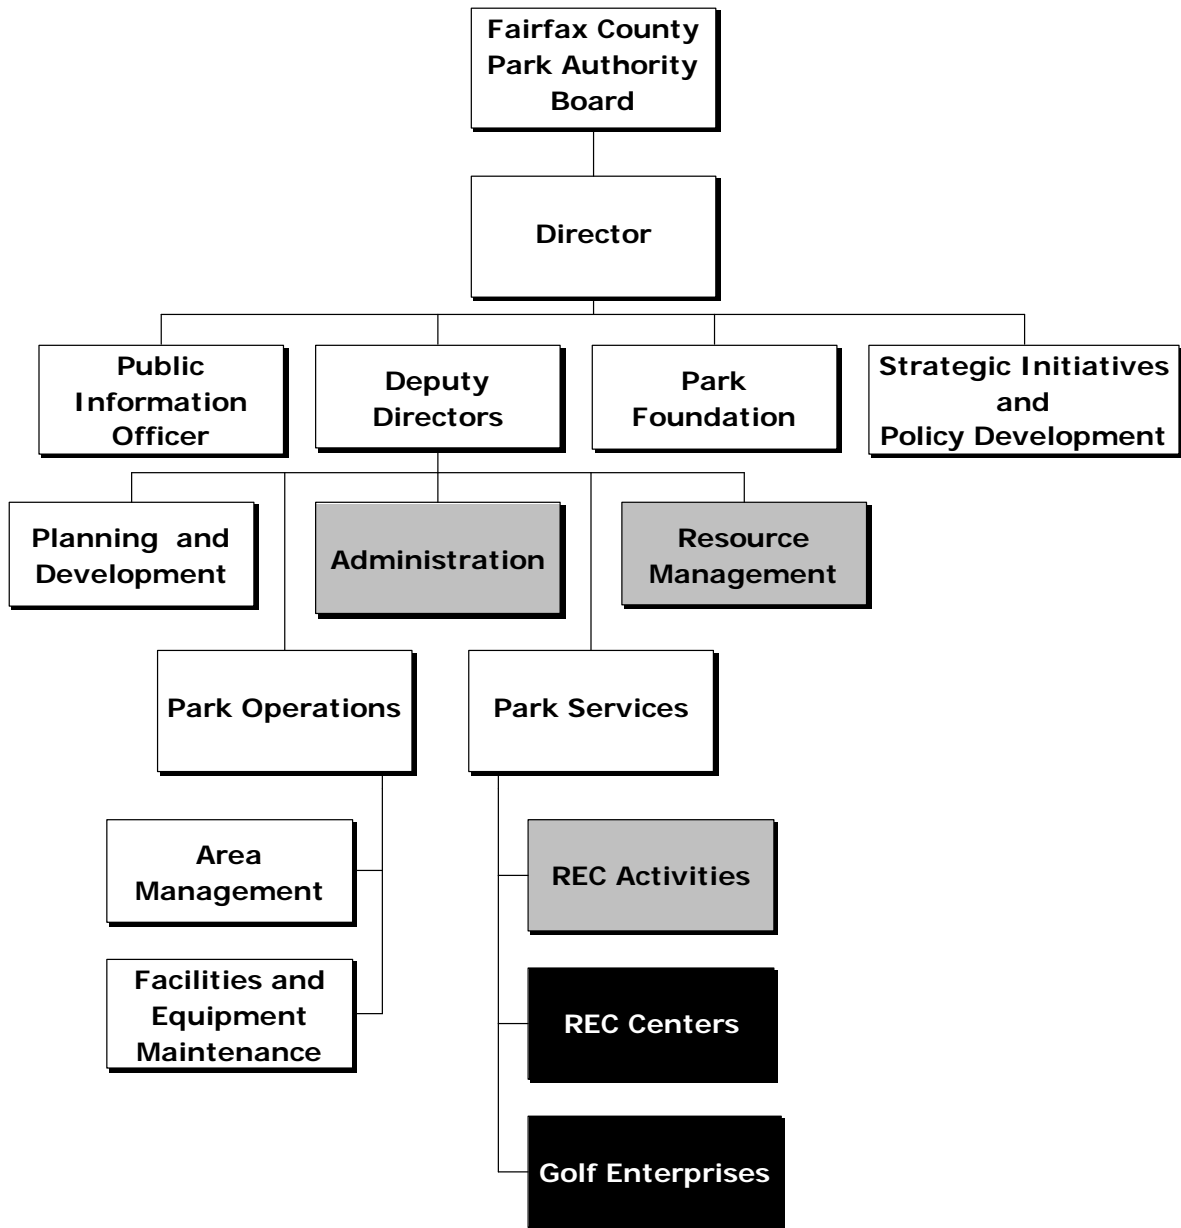 Fairfax County
Park Authority
Board
Director
Public
Information
Officer
Deputy
Directors
Park
Foundation
Strategic Initiatives
and
Policy Development
Planning and
Development
Administration
Resource
Management
Park Operations
Park Services
Area
Management
REC Activities
Facilities and
Equipment
Maintenance
REC Centers
Golf Enterprises